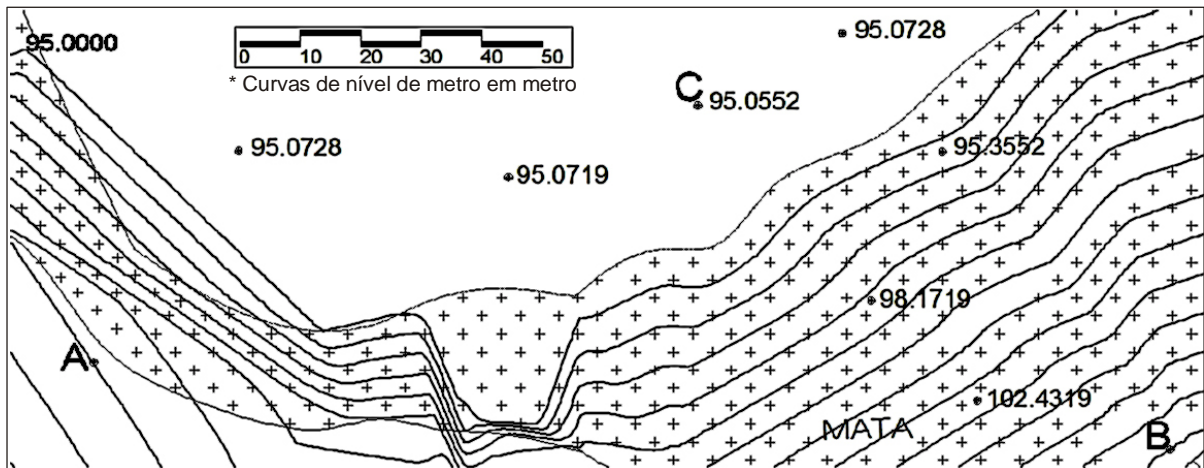 95.0000
0 10 20 30 40 50
* Curvas de nível de metro em metro
95.0728
C 95.0552
95.0728
95.0719
95.3552
98.1719
A
102.4319
MATA
B